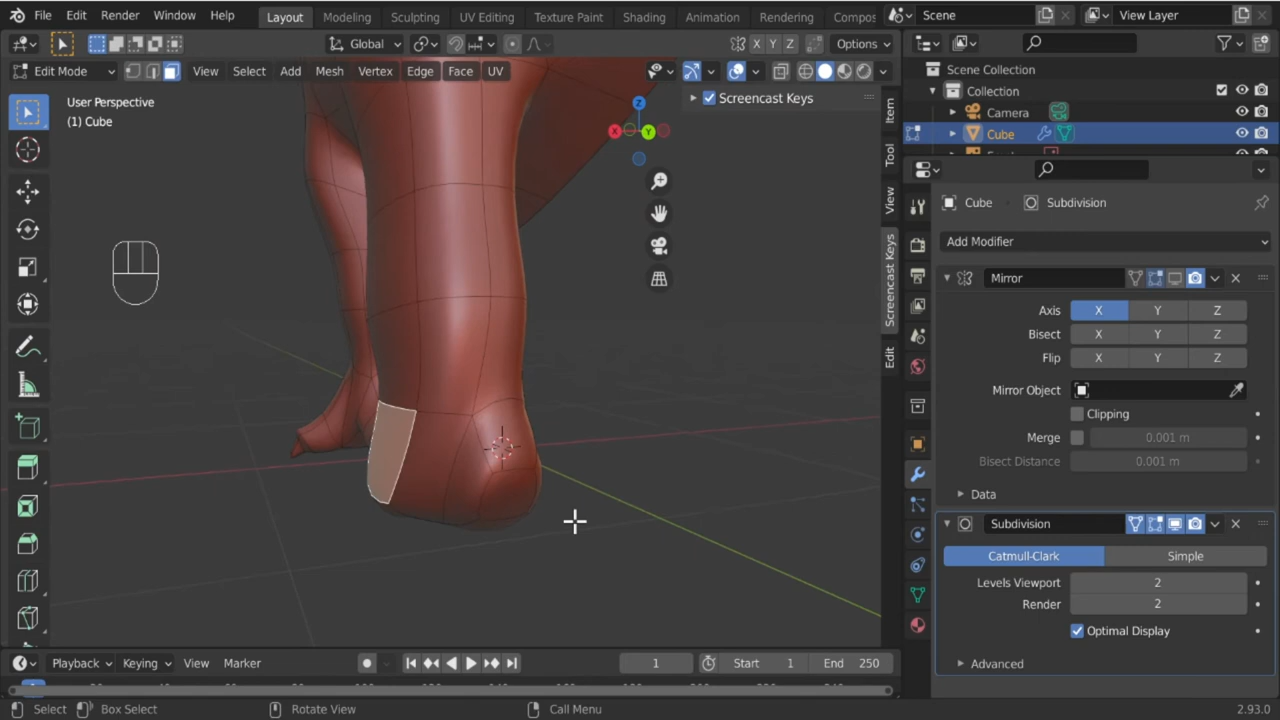 File Edit Render Window Help Layout Modeling Sculpting UV Editing Texture Paint Shading Animation Rendering Compos Scene View Layer
Global X Y Z Options
Edit Mode View Select Add Mesh Vertex Edge Face UV
User Perspective
(1) Cube
Screencast Keys
Z
X
Y
Item
Tool
View
Screencast Keys
Edit
Scene Collection
Collection
Camera
Cube
Cube Subdivision
Add Modifier
Mirror
Axis X Y Z
Bisect X Y Z
Flip X Y Z
Mirror Object
Clipping
Merge 0.001 m
Bisect Distance 0.001 m
Data
Subdivision
Catmull-Clark Simple
Levels Viewport 2
Render 2
Optimal Display
Advanced
Playback Keying View Marker 1 Start 1 End 250
Select Box Select Rotate View Call Menu 2.93.0